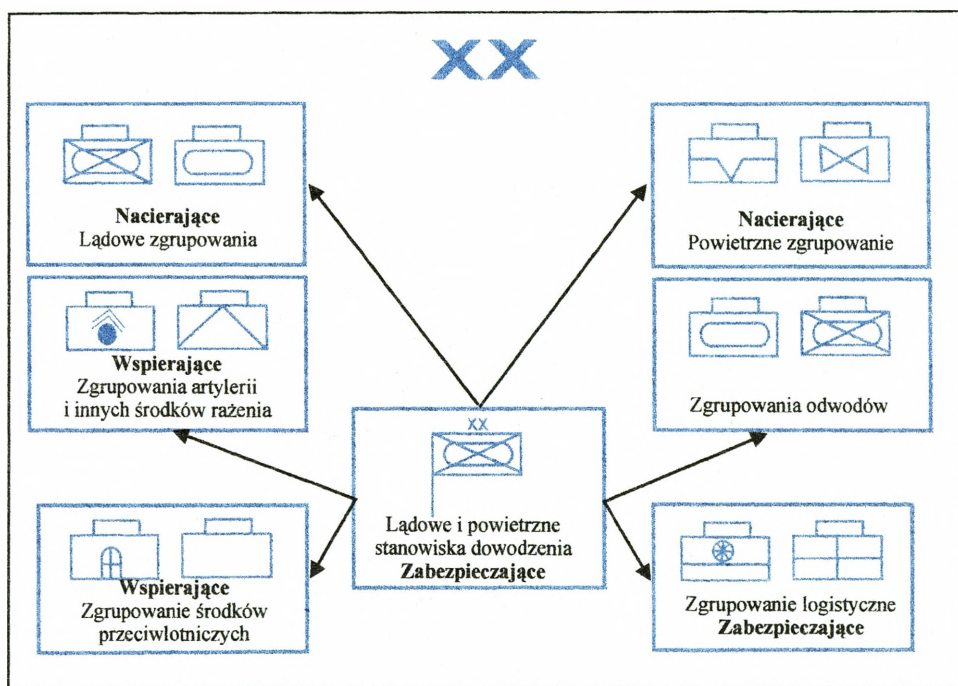 XX
Nacierające
Lądowe zgrupowania
Nacierające
Powietrzne zgrupowanie
Wspierające
Zgrupowania artylerii
i innych środków rażenia
Zgrupowania odwodów
XX
Lądowe i powietrzne
stanowiska dowodzenia
Zabezpieczające
Wspierające
Zgrupowanie środków
przeciwlotniczych
Zgrupowanie logistyczne
Zabezpieczające